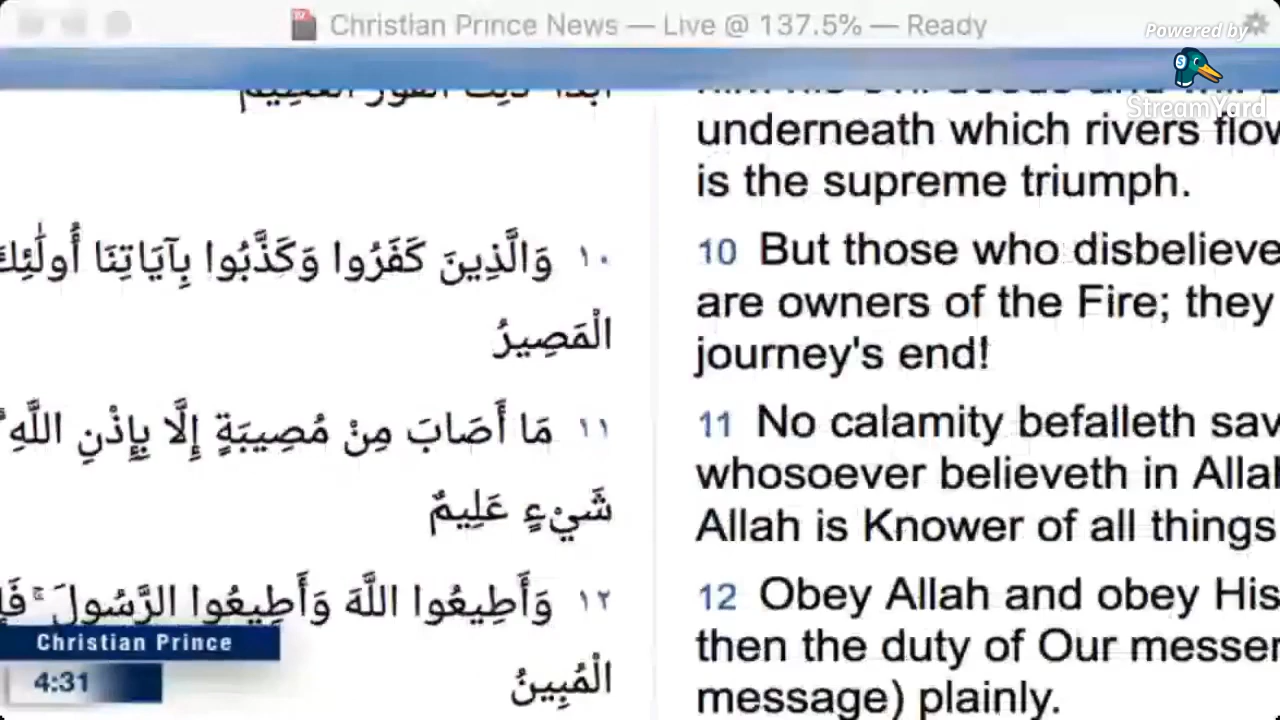 Christian Prince News — Live @ 137.5% — Ready
Powered by
StreamYard
underneath which rivers flow
is the supreme triumph.
١٠ وَالَّذِينَ كَفَرُوا وَكَذَّبُوا بِآيَاتِنَا أُولَٰئِكَ
الْمَصِيرُ
10 But those who disbelieve
are owners of the Fire; they
journey's end!
١١ مَا أَصَابَ مِنْ مُصِيبَةٍ إِلَّا بِإِذْنِ اللَّهِ ۗ
شَيْءٍ عَلِيمٌ
11 No calamity befalleth sav
whosoever believeth in Allah
Allah is Knower of all things
١٢ وَأَطِيعُوا اللَّهَ وَأَطِيعُوا الرَّسُولَ ۚ فَإِ
الْمُبِينُ
12 Obey Allah and obey His
then the duty of Our messen
message) plainly.
Christian Prince
4:31